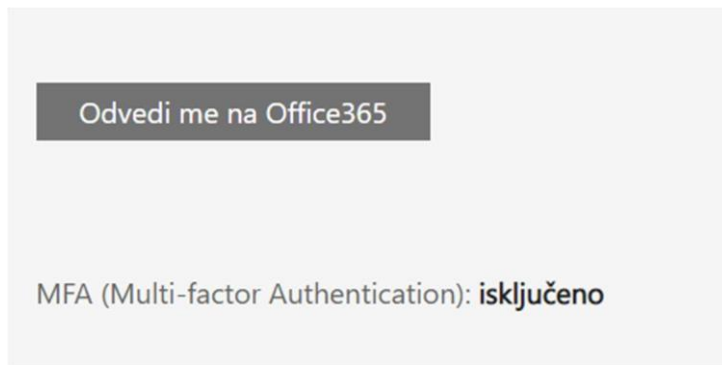 Odvedi me na Office365
MFA (Multi-factor Authentication): isključeno